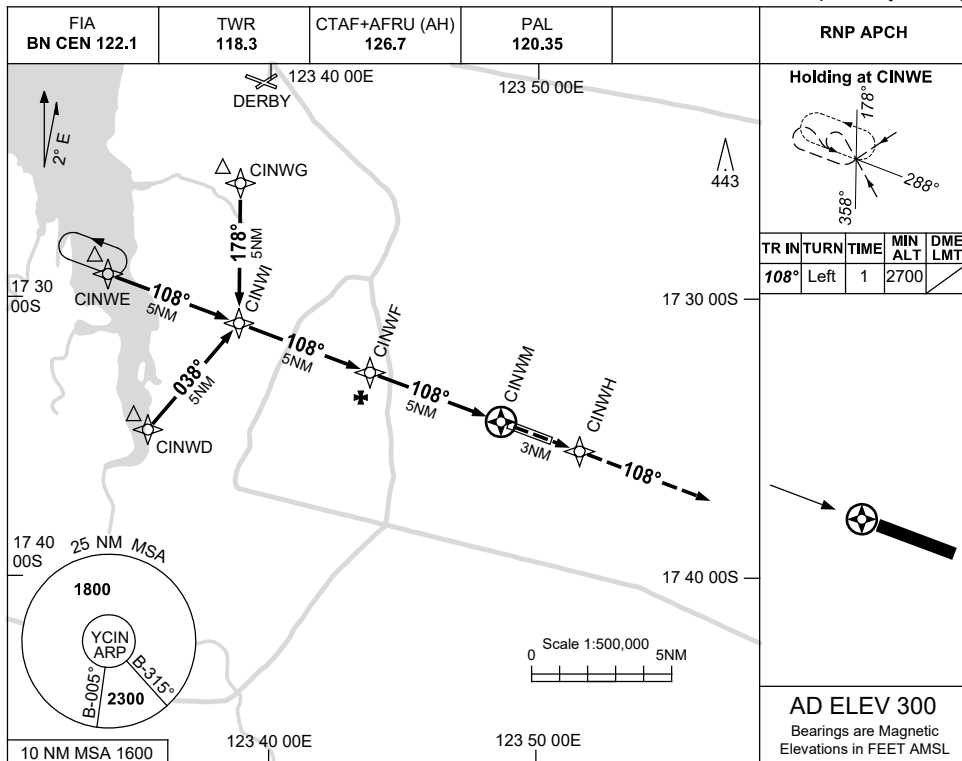 FIA
BN CEN 122.1
TWR
118.3
CTAF+AFRU (AH)
126.7
PAL
120.35
RNP APCH
123 40 00E
123 50 00E
DERBY
2° E
443
CINWG
178°
5NM
CINWI
17 30
00S
CINWE
108°
5NM
17 30 00S
108°
5NM
CINWF
038°
5NM
CINWD
108°
5NM
CINWM
3NM
CINWH
108°
17 40
00S
17 40 00S
25 NM MSA
1800
YCIN
ARP
B-005°
B-315°
2300
10 NM MSA 1600
Scale 1:500,000
0
5NM
123 40 00E
123 50 00E
Holding at CINWE
178°
288°
358°
TR IN
TURN
TIME
MIN
ALT
DME
LMT
108°
Left
1
2700
AD ELEV 300
Bearings are Magnetic
Elevations in FEET AMSL